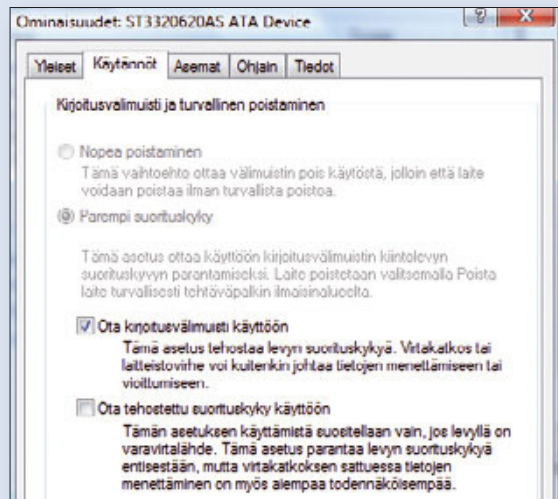 Ominaisuudet: ST3320620AS ATA Device
Yleiset Käytännöt Asemat Ohjain Tiedot
Kirjoitusvälimuisti ja turvallinen poistaminen
Nopea poistaminen
Tämä vaihtoehto ottaa välimuistin pois käytöstä, jolloin että laite
voidaan poistaa ilman turvallista poistoa.
Parempi suorituskyky
Tämä asetus ottaa käyttöön kirjoitusvälimuistin kiintolevyn
suorituskyvyn parantamiseksi. Laite poistetaan valitsemalla Poista
laite turvallisesti tehtäväpalkin ilmaisinalueelta.
Ota kirjoitusvälimuisti käyttöön
Tämä asetus tehostaa levyn suorituskykyä. Virtakatkos tai
laitteistovirhe voi kuitenkin johtaa tietojen menettämiseen tai
vioittumiseen.
Ota tehostettu suorituskyky käyttöön
Tämän asetuksen käyttämistä suositellaan vain, jos levyllä on
varavirtalähde. Tämä asetus parantaa levyn suorituskykyä
entisestään, mutta virtakatkoksen sattuessa tietojen
menettäminen on myös aiempaa todennäköisempää.